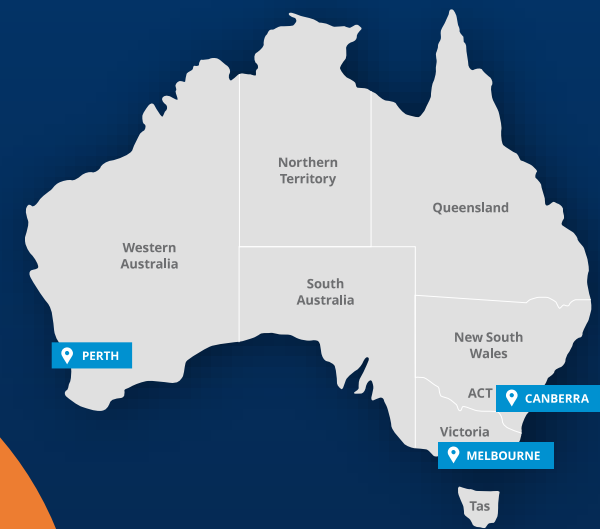 Northern
Territory
Queensland
Western
Australia
South
Australia
New South
Wales
PERTH
ACT
CANBERRA
Victoria
MELBOURNE
Tas